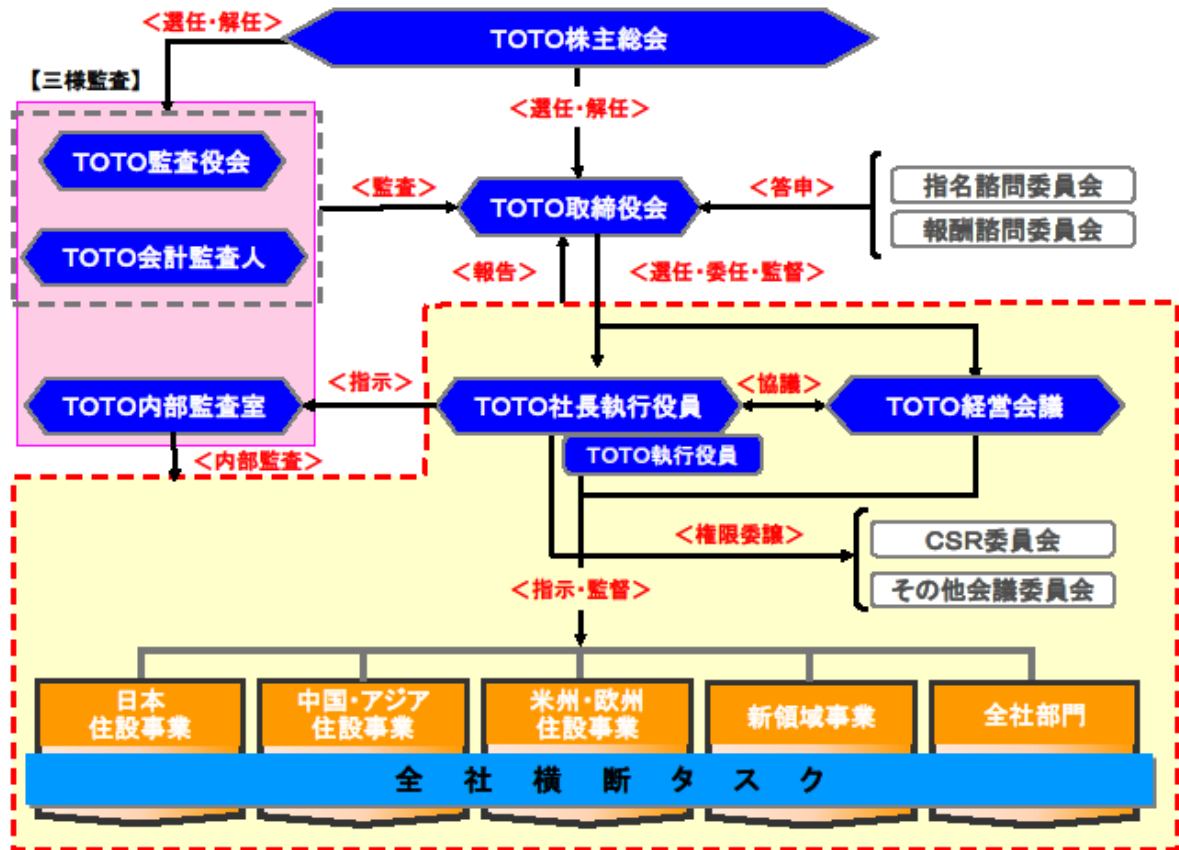 ＜選任・解任＞
TOTO株主総会
【三様監査】
＜選任・解任＞
TOTO監査役会
＜監査＞
TOTO取締役会
＜答申＞
指名諮問委員会
報酬諮問委員会
TOTO会計監査人
＜報告＞
＜選任・委任・監督＞
TOTO内部監査室
＜指示＞
TOTO社長執行役員
＜協議＞
TOTO経営会議
TOTO執行役員
＜内部監査＞
＜権限委譲＞
CSR委員会
その他会議委員会
＜指示・監督＞
日本
住設事業
中国・アジア
住設事業
米州・欧州
住設事業
新領域事業
全社部門
全社横断タスク